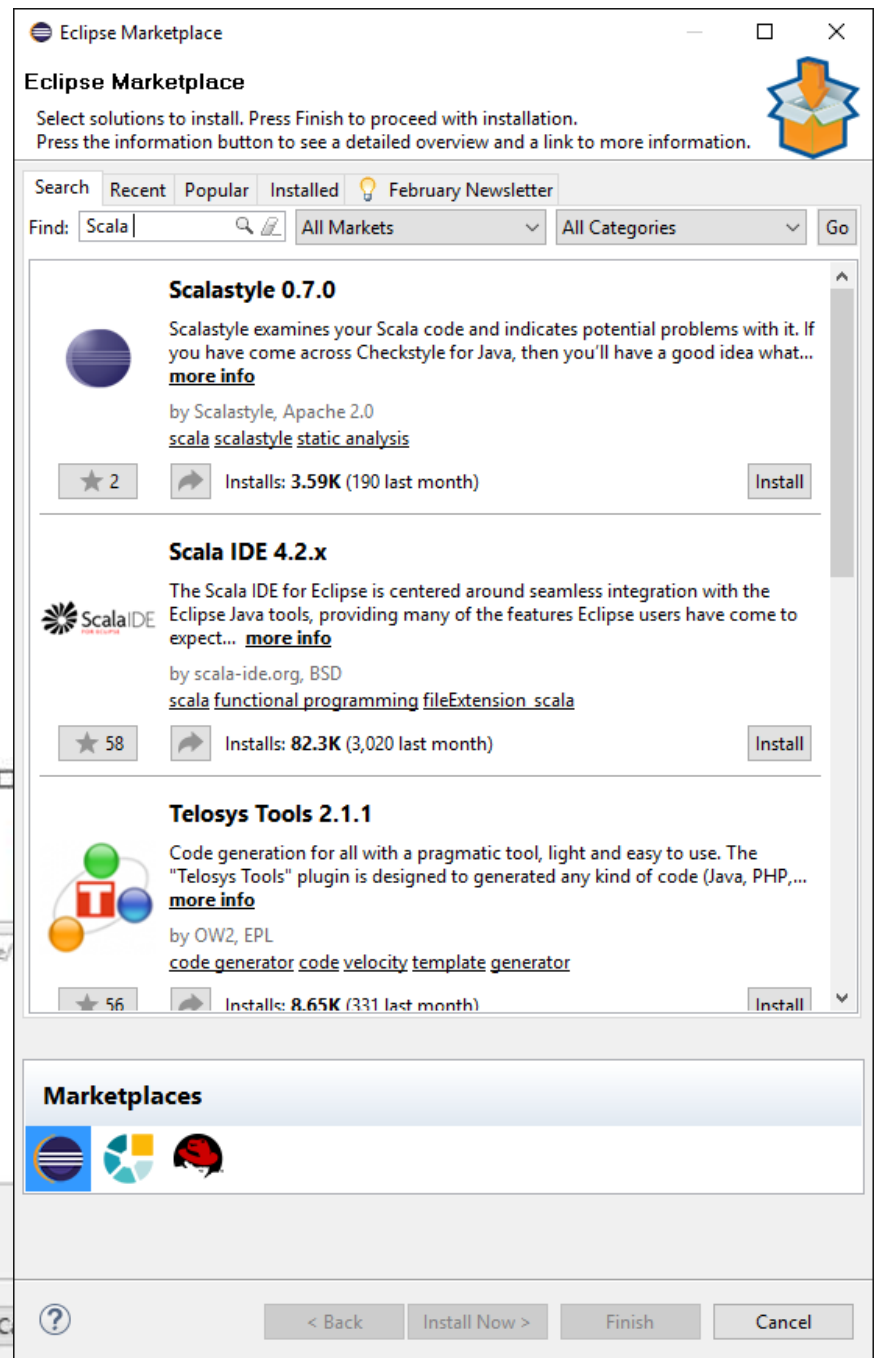 Eclipse Marketplace
Eclipse Marketplace
Select solutions to install. Press Finish to proceed with installation.
Press the information button to see a detailed overview and a link to more information.
Search Recent Popular Installed February Newsletter
Find: Scala All Markets All Categories Go
Scalastyle 0.7.0
Scalastyle examines your Scala code and indicates potential problems with it. If
you have come across Checkstyle for Java, then you'll have a good idea what...
more info
by Scalastyle, Apache 2.0
scala scalastyle static analysis
2 Installs: 3.59K (190 last month) Install
Scala IDE 4.2.x
The Scala IDE for Eclipse is centered around seamless integration with the
Eclipse Java tools, providing many of the features Eclipse users have come to
expect... more info
ScalaIDE
FOR ECLIPSE
by scala-ide.org, BSD
scala functional programming fileExtension_scala
58 Installs: 82.3K (3,020 last month) Install
Telosys Tools 2.1.1
Code generation for all with a pragmatic tool, light and easy to use. The
"Telosys Tools" plugin is designed to generated any kind of code (Java, PHP,...
more info
T
by OW2, EPL
code generator code velocity template generator
56 Installs: 8.65K (331 last month) Install
Marketplaces
? < Back Install Now > Finish Cancel